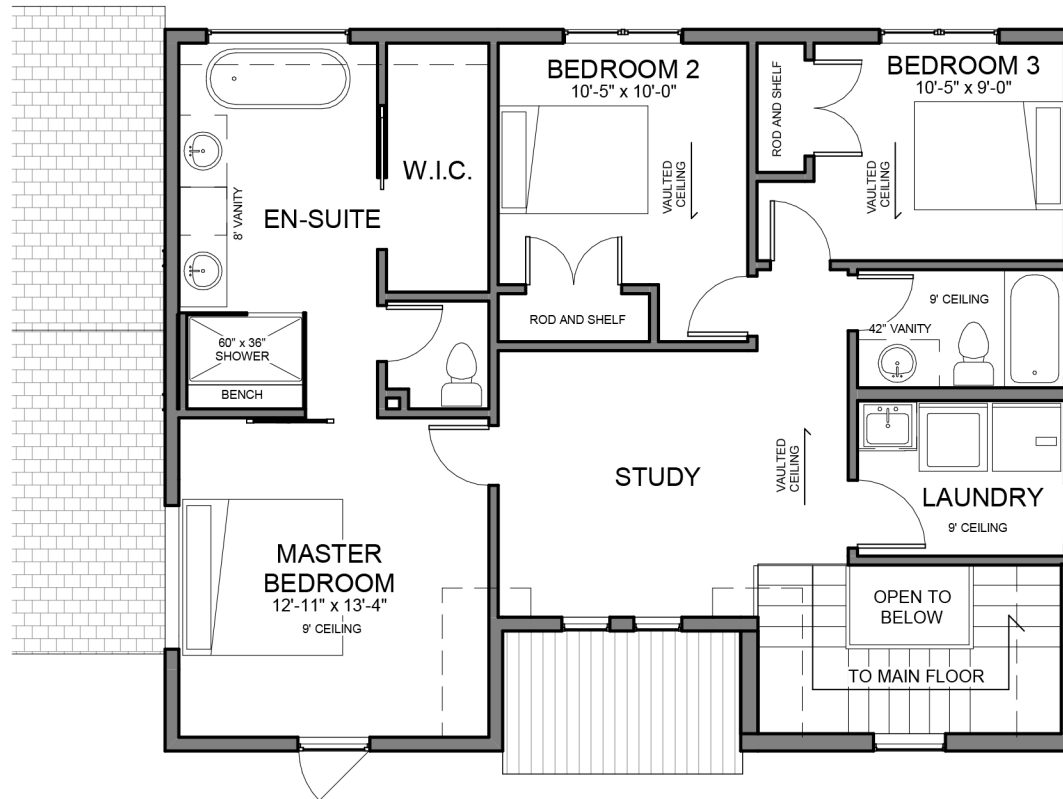 BEDROOM 2
10'-5" x 10'-0"
ROD AND SHELF
BEDROOM 3
10'-5" x 9'-0"
W.I.C.
VAULTED
CEILING
VAULTED
CEILING
8' VANITY
EN-SUITE
ROD AND SHELF
9' CEILING
42" VANITY
60" x 36"
SHOWER
BENCH
STUDY
VAULTED
CEILING
LAUNDRY
9' CEILING
MASTER
BEDROOM
12'-11" x 13'-4"
9' CEILING
OPEN TO
BELOW
TO MAIN FLOOR